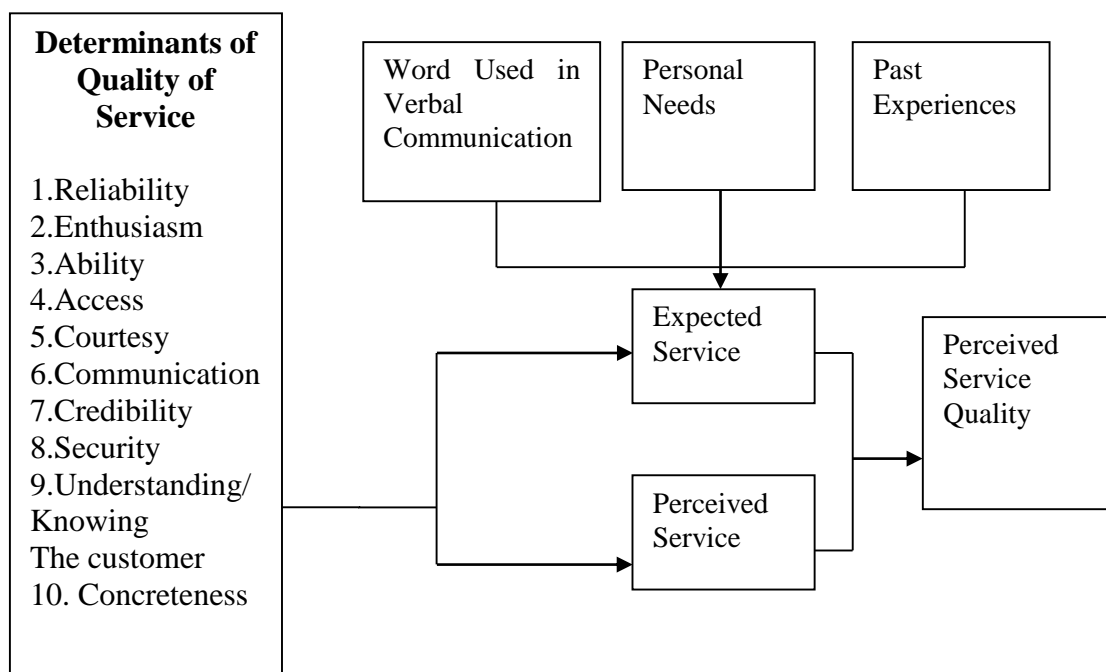 Determinants of
Quality of
Service
1.Reliability
2.Enthusiasm
3.Ability
4.Access
5.Courtesy
6.Communication
7.Credibility
8.Security
9.Understanding/
Knowing
The customer
10. Concreteness
Word Used in
Verbal
Communication
Personal
Needs
Past
Experiences
Expected
Service
Perceived
Service
Perceived
Service
Quality